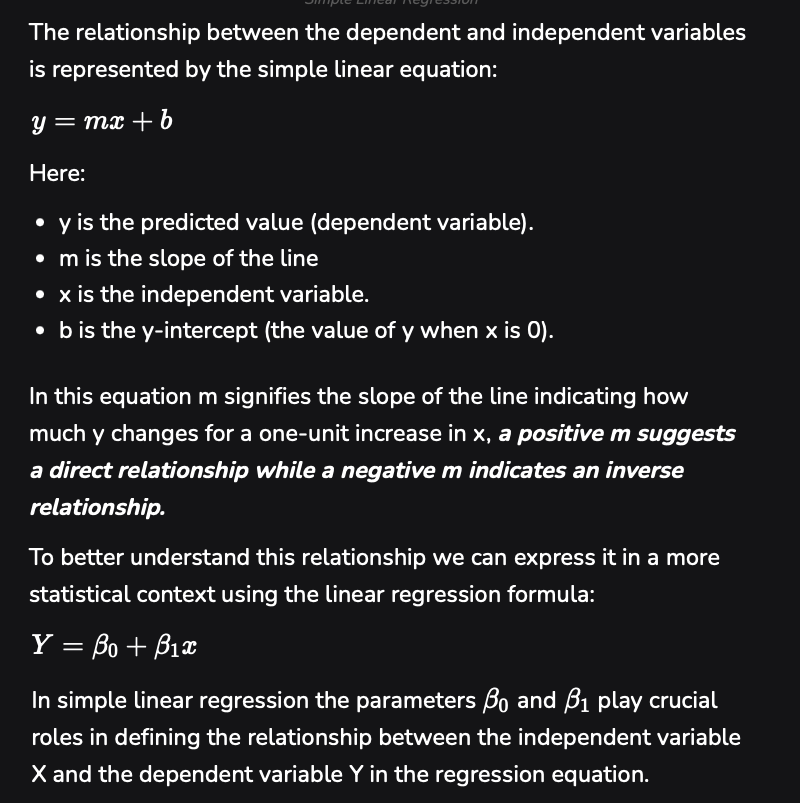 Simple Linear Regression
The relationship between the dependent and independent variables
is represented by the simple linear equation:
y = mx + b
Here:
• y is the predicted value (dependent variable).
• m is the slope of the line
• x is the independent variable.
• b is the y-intercept (the value of y when x is 0).
In this equation m signifies the slope of the line indicating how
much y changes for a one-unit increase in x, a positive m suggests
a direct relationship while a negative m indicates an inverse
relationship.
To better understand this relationship we can express it in a more
statistical context using the linear regression formula:
Y = β₀ + β₁x
In simple linear regression the parameters β₀ and β₁ play crucial
roles in defining the relationship between the independent variable
X and the dependent variable Y in the regression equation.